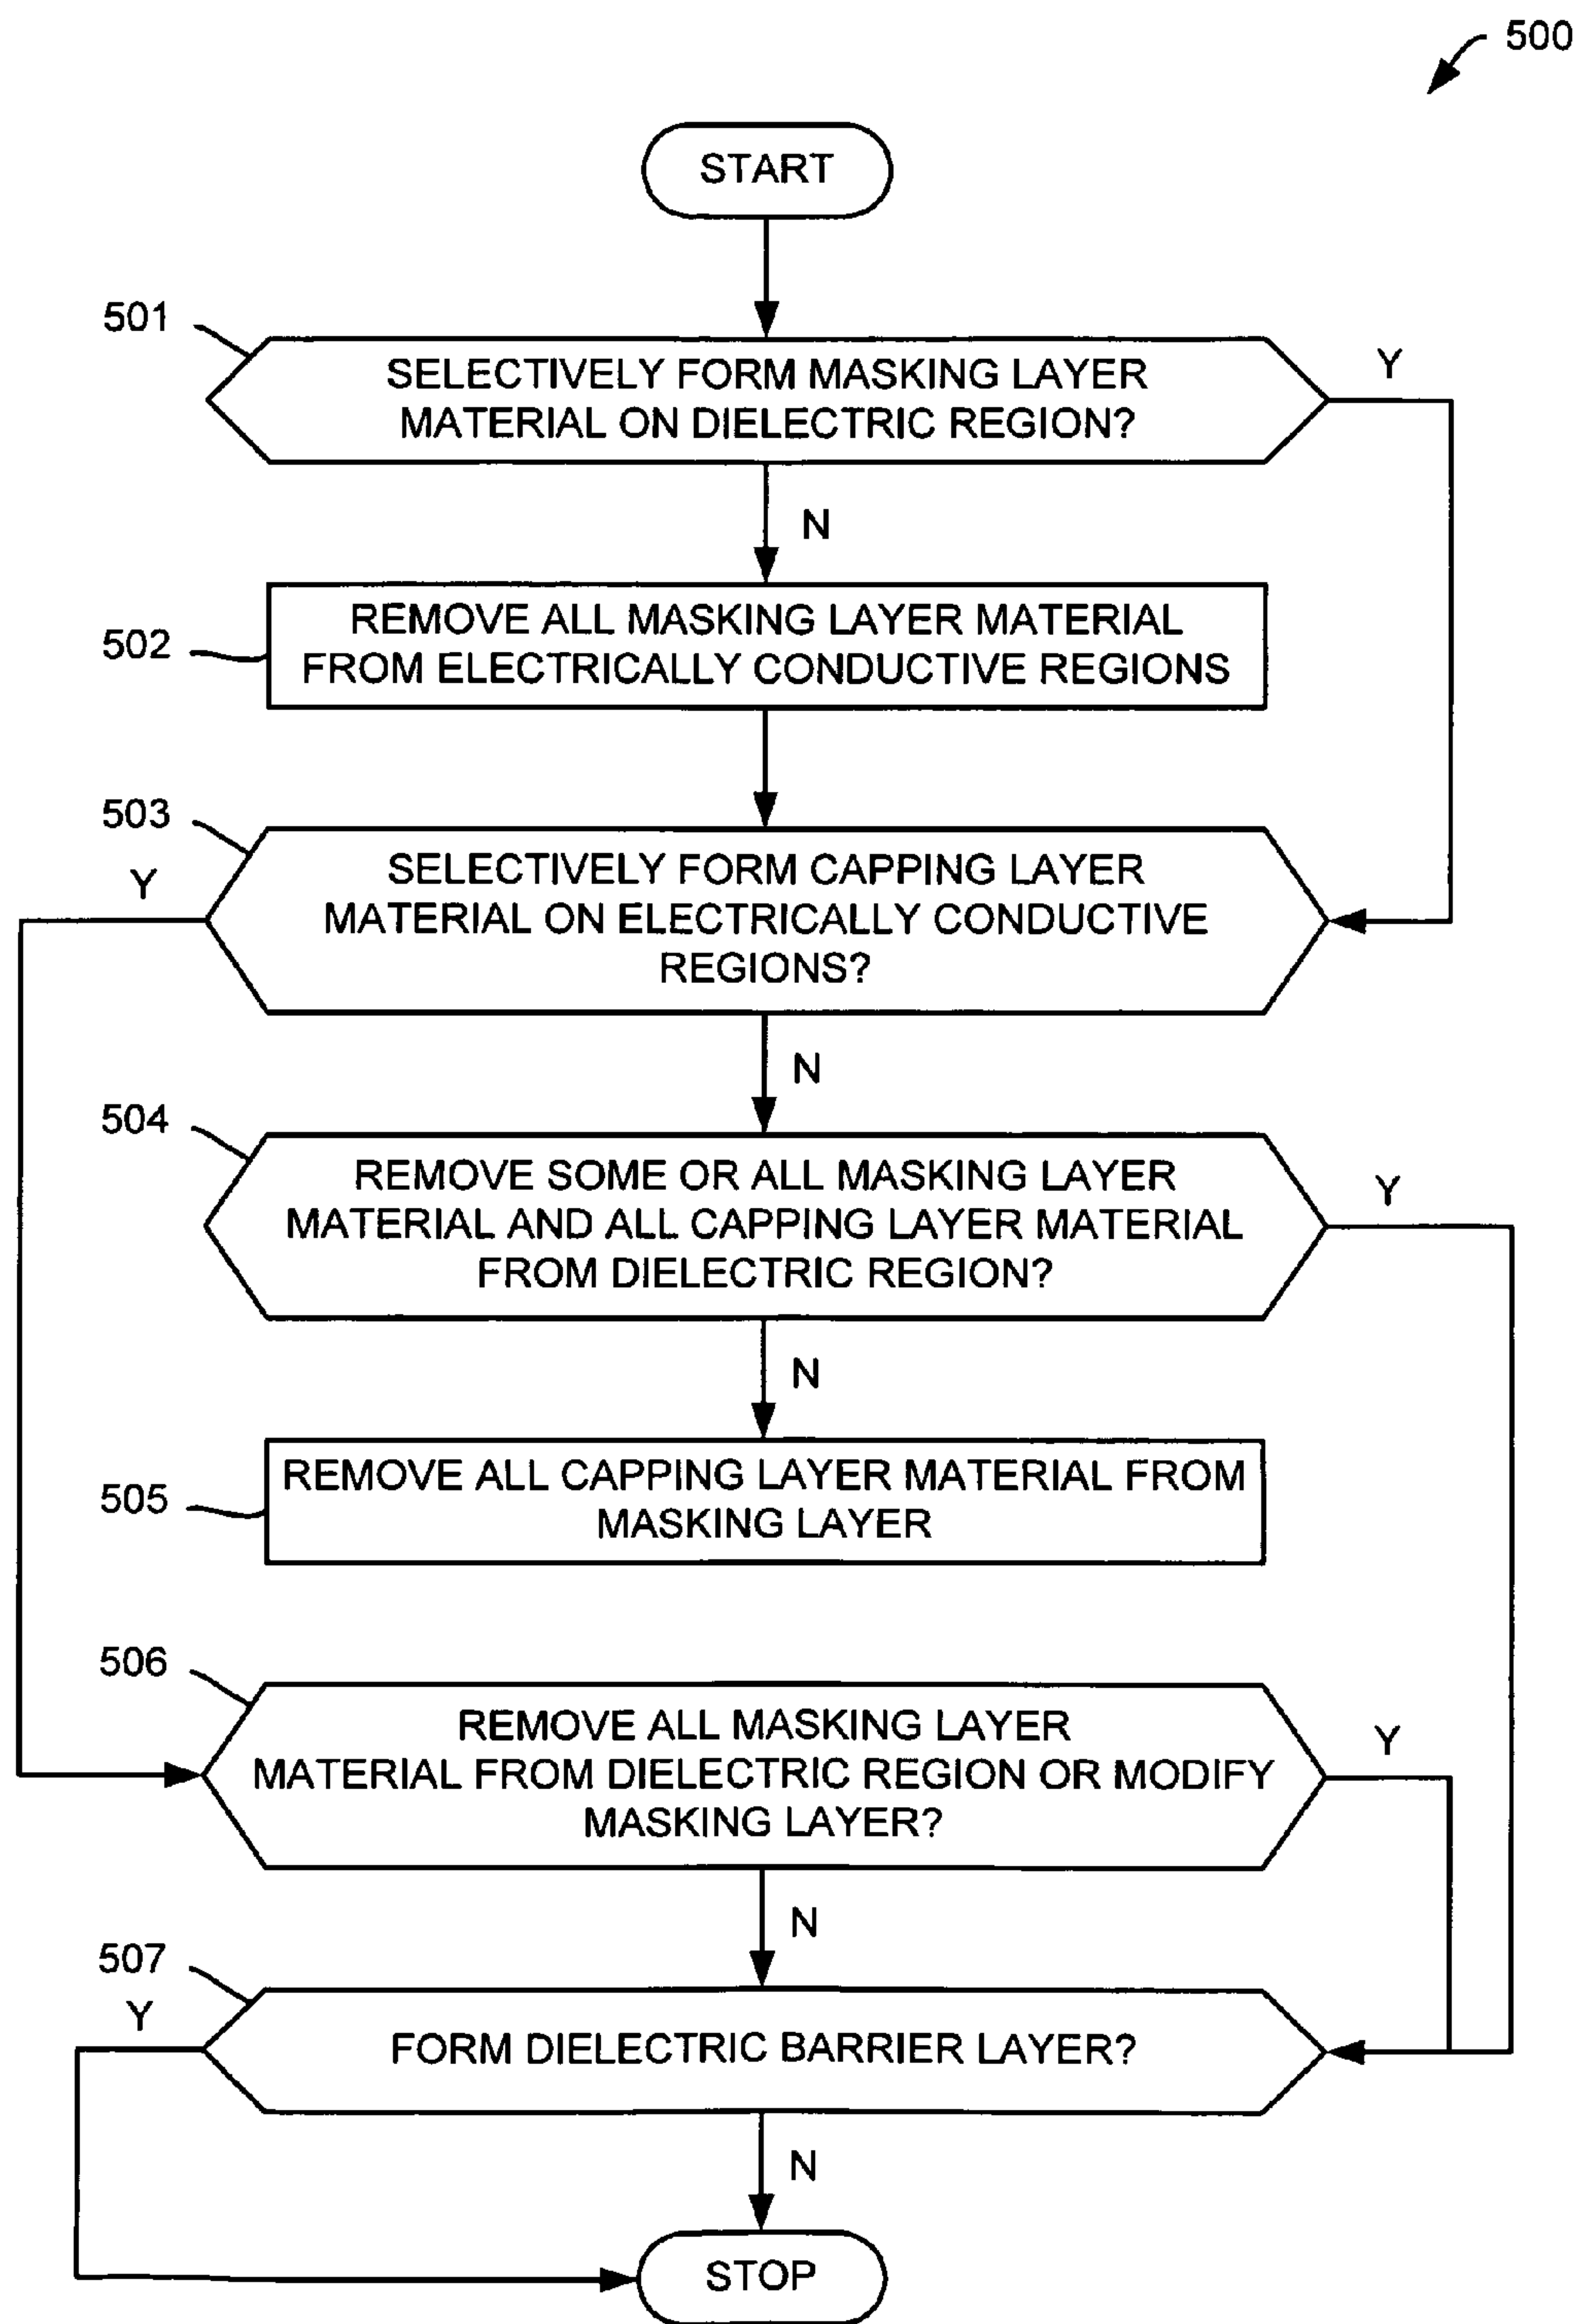 500
START
501
SELECTIVELY FORM MASKING LAYER
MATERIAL ON DIELECTRIC REGION?
Y
N
502
REMOVE ALL MASKING LAYER MATERIAL
FROM ELECTRICALLY CONDUCTIVE REGIONS
503
Y
SELECTIVELY FORM CAPPING LAYER
MATERIAL ON ELECTRICALLY CONDUCTIVE
REGIONS?
N
504
REMOVE SOME OR ALL MASKING LAYER
MATERIAL AND ALL CAPPING LAYER MATERIAL
FROM DIELECTRIC REGION?
Y
N
505
REMOVE ALL CAPPING LAYER MATERIAL FROM
MASKING LAYER
506
REMOVE ALL MASKING LAYER
MATERIAL FROM DIELECTRIC REGION OR MODIFY
MASKING LAYER?
Y
N
507
Y
FORM DIELECTRIC BARRIER LAYER?
N
STOP